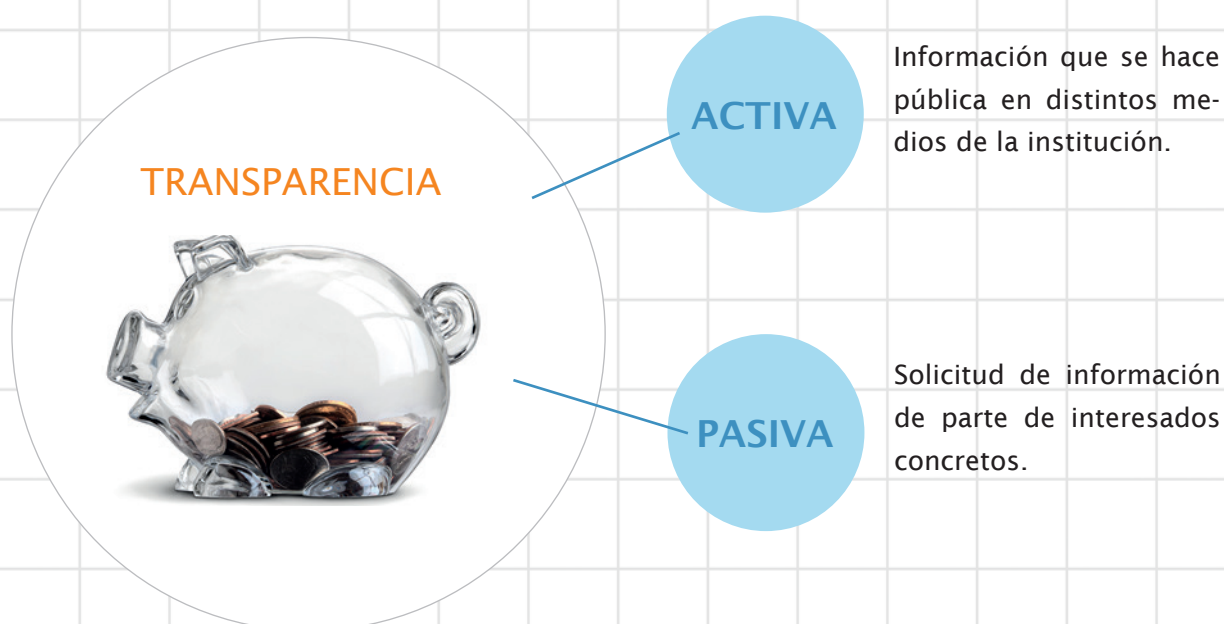 TRANSPARENCIA
ACTIVA
Información que se hace
pública en distintos me-
dios de la institución.
PASIVA
Solicitud de información
de parte de interesados
concretos.